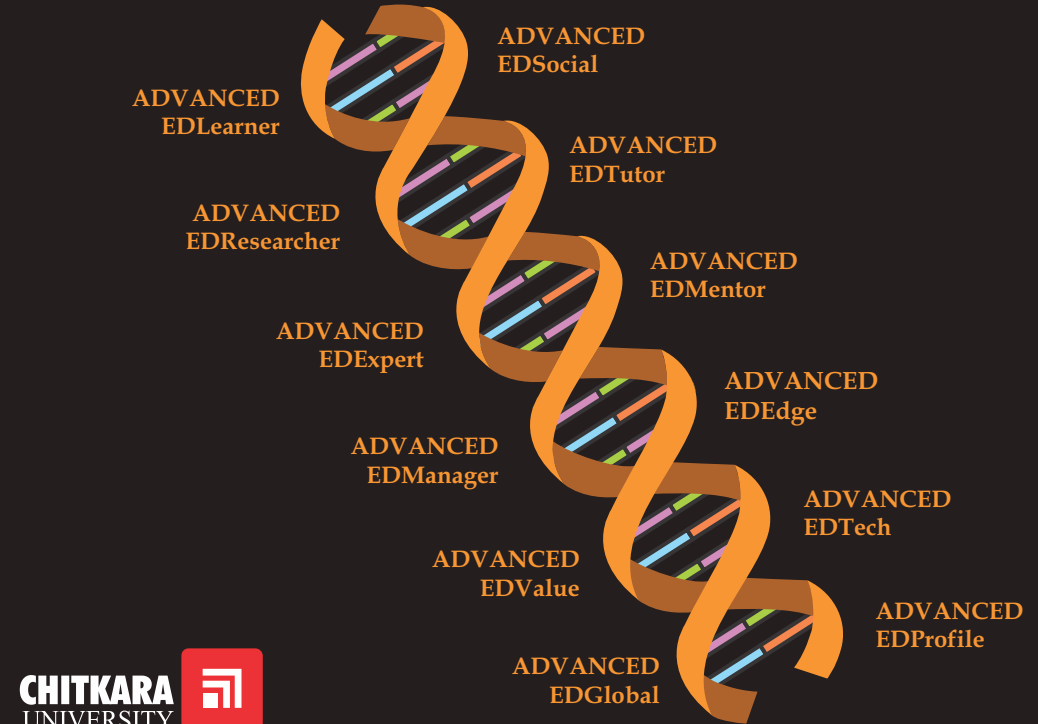 ADVANCED
EDSocial
ADVANCED
EDLearner
ADVANCED
EDTutor
ADVANCED
EDResearcher
ADVANCED
EDMentor
ADVANCED
EDExpert
ADVANCED
EDEdge
ADVANCED
EDManager
ADVANCED
EDTech
ADVANCED
EDValue
ADVANCED
EDProfile
ADVANCED
EDGlobal
CHITKARA
UNIVERSITY